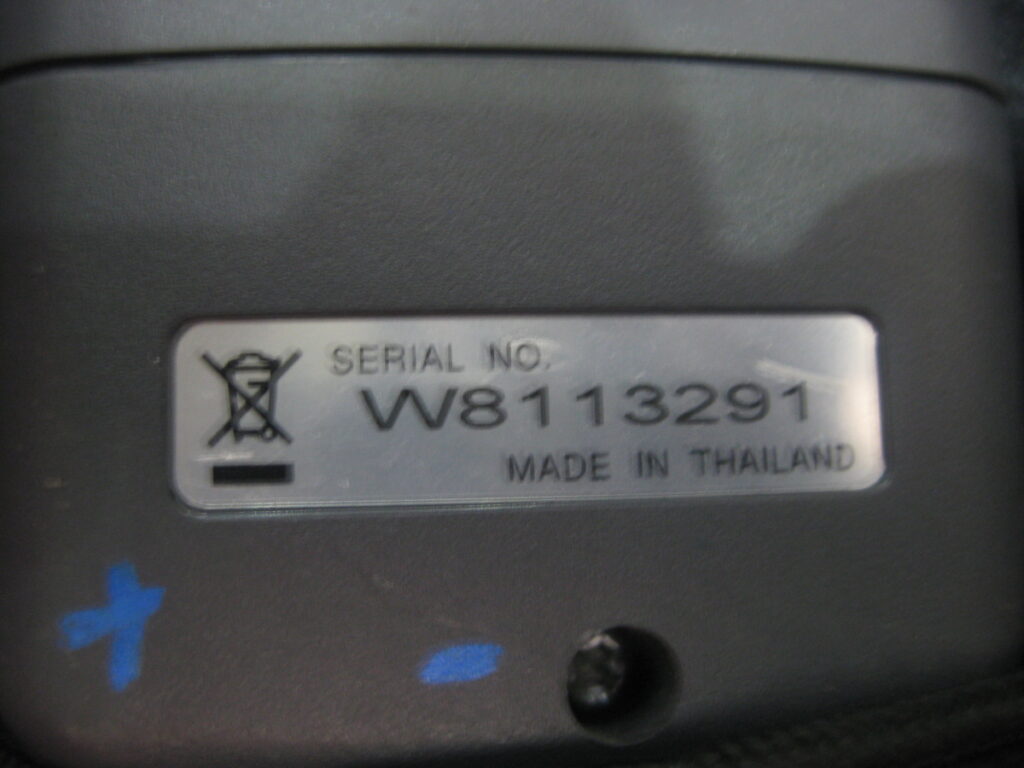 SERIAL NO.
W8113291
MADE IN THAILAND
+ -